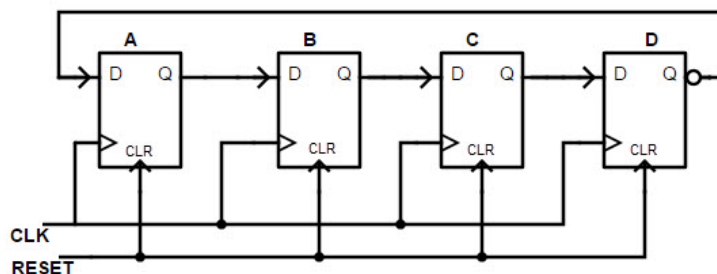 A B C D
D Q D Q D Q D Q
CLR CLR CLR CLR
CLK
RESET